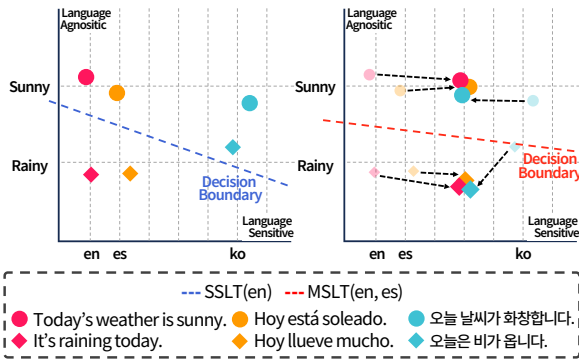 Language
Agnositic
Sunny
Rainy
Decision
Boundary
Language
Sensitive
en es ko
Language
Agnositic
Sunny
Rainy
Decision
Boundary
Language
Sensitive
en es ko
SSLT(en) MSLT(en, es)
Today's weather is sunny. Hoy está soleado. 오늘 날씨가 화창합니다.
It's raining today. Hoy llueve mucho. 오늘은 비가 옵니다.